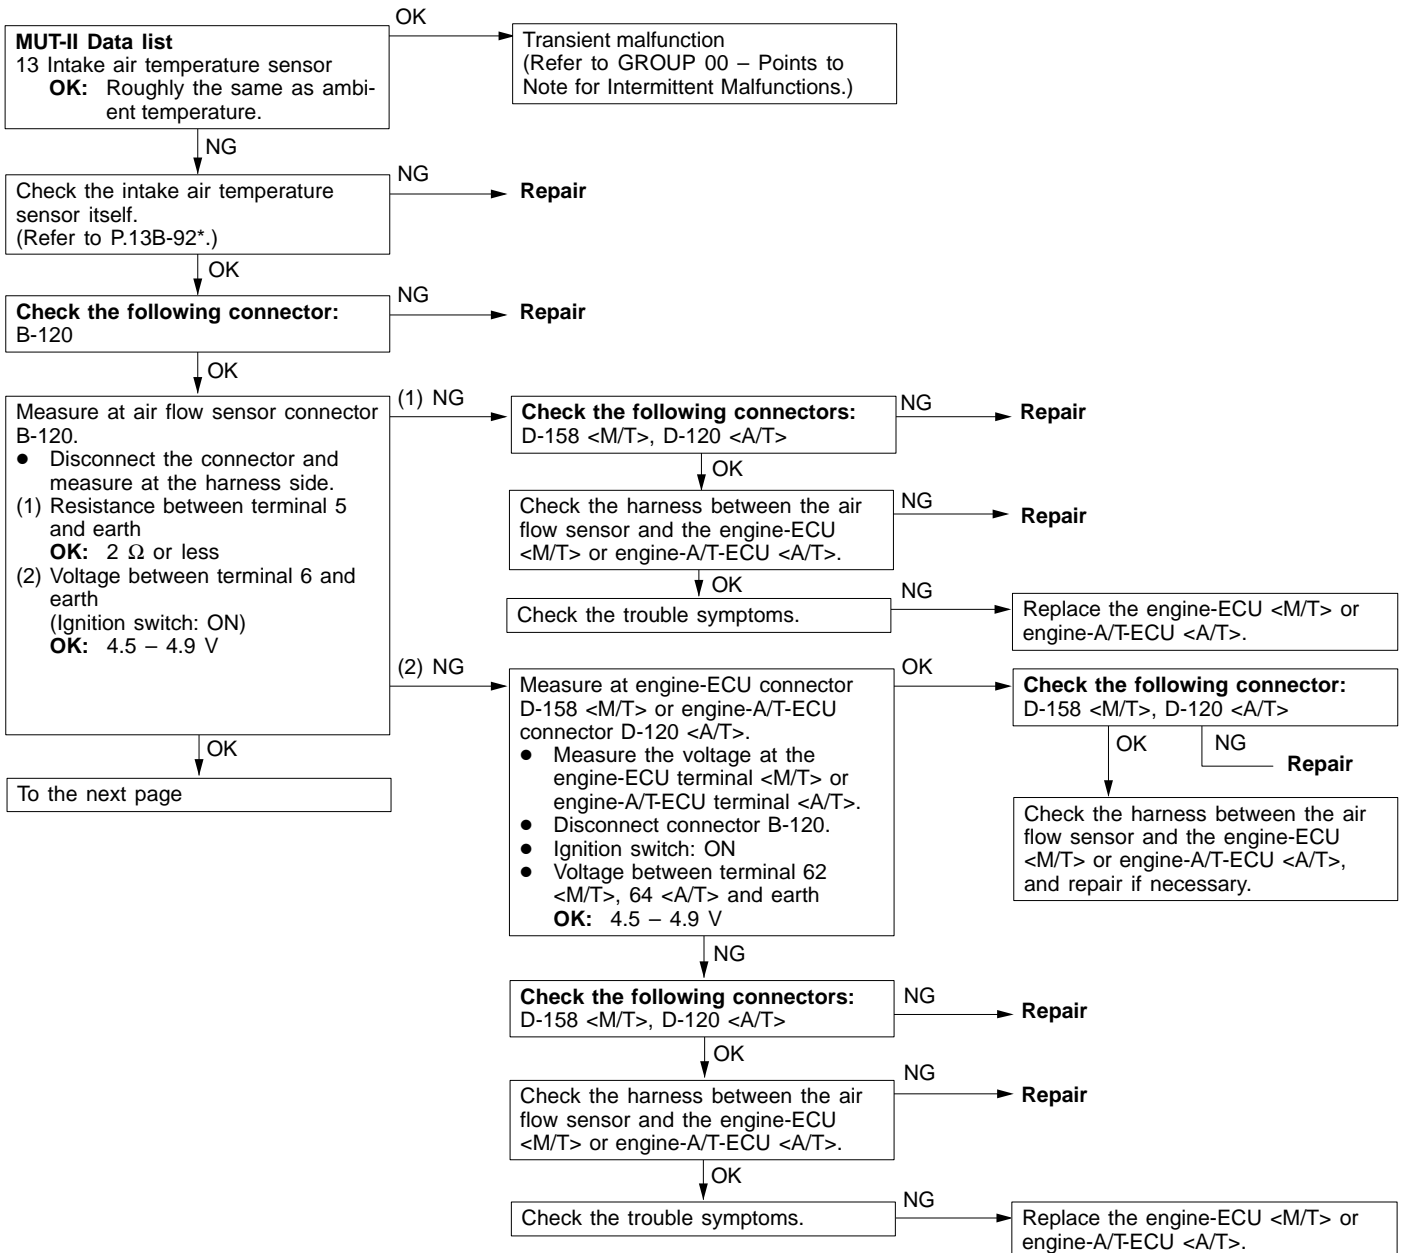 OK
MUT-II Data list
13 Intake air temperature sensor
OK: Roughly the same as ambi-
ent temperature.
Transient malfunction
(Refer to GROUP 00 – Points to
Note for Intermittent Malfunctions.)
NG
Check the intake air temperature
sensor itself.
(Refer to P.13B-92*.)
NG
Repair
OK
Check the following connector:
B-120
NG
Repair
OK
Measure at air flow sensor connector
B-120.
● Disconnect the connector and
measure at the harness side.
(1) Resistance between terminal 5
and earth
OK: 2 Ω or less
(2) Voltage between terminal 6 and
earth
(Ignition switch: ON)
OK: 4.5 – 4.9 V
(1) NG
Check the following connectors:
D-158 <M/T>, D-120 <A/T>
NG
Repair
OK
Check the harness between the air
flow sensor and the engine-ECU
<M/T> or engine-A/T-ECU <A/T>.
NG
Repair
OK
Check the trouble symptoms.
NG
Replace the engine-ECU <M/T> or
engine-A/T-ECU <A/T>.
(2) NG
Measure at engine-ECU connector
D-158 <M/T> or engine-A/T-ECU
connector D-120 <A/T>.
● Measure the voltage at the
engine-ECU terminal <M/T> or
engine-A/T-ECU terminal <A/T>.
● Disconnect connector B-120.
● Ignition switch: ON
● Voltage between terminal 62
<M/T>, 64 <A/T> and earth
OK: 4.5 – 4.9 V
OK
Check the following connector:
D-158 <M/T>, D-120 <A/T>
OK
NG
Repair
Check the harness between the air
flow sensor and the engine-ECU
<M/T> or engine-A/T-ECU <A/T>,
and repair if necessary.
OK
To the next page
NG
Check the following connectors:
D-158 <M/T>, D-120 <A/T>
NG
Repair
OK
Check the harness between the air
flow sensor and the engine-ECU
<M/T> or engine-A/T-ECU <A/T>.
NG
Repair
OK
Check the trouble symptoms.
NG
Replace the engine-ECU <M/T> or
engine-A/T-ECU <A/T>.